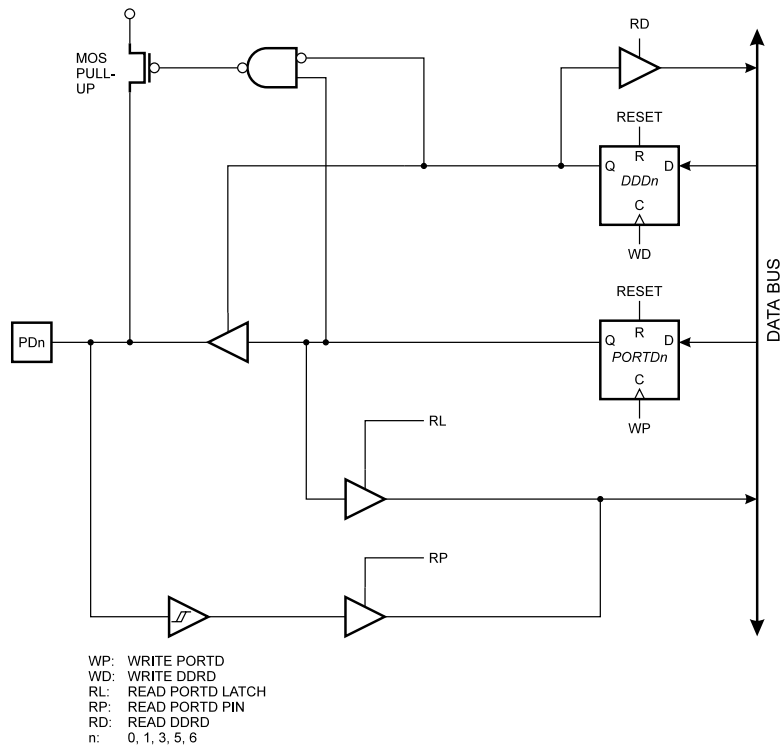 RD
MOS
PULL-
UP
RESET
R
Q
D
DDDn
C
WD
DATA BUS
RESET
R
PDn
Q
D
PORTDn
C
WP
RL
RP
WP: WRITE PORTD
WD: WRITE DDRD
RL: READ PORTD LATCH
RP: READ PORTD PIN
RD: READ DDRD
n: 0, 1, 3, 5, 6